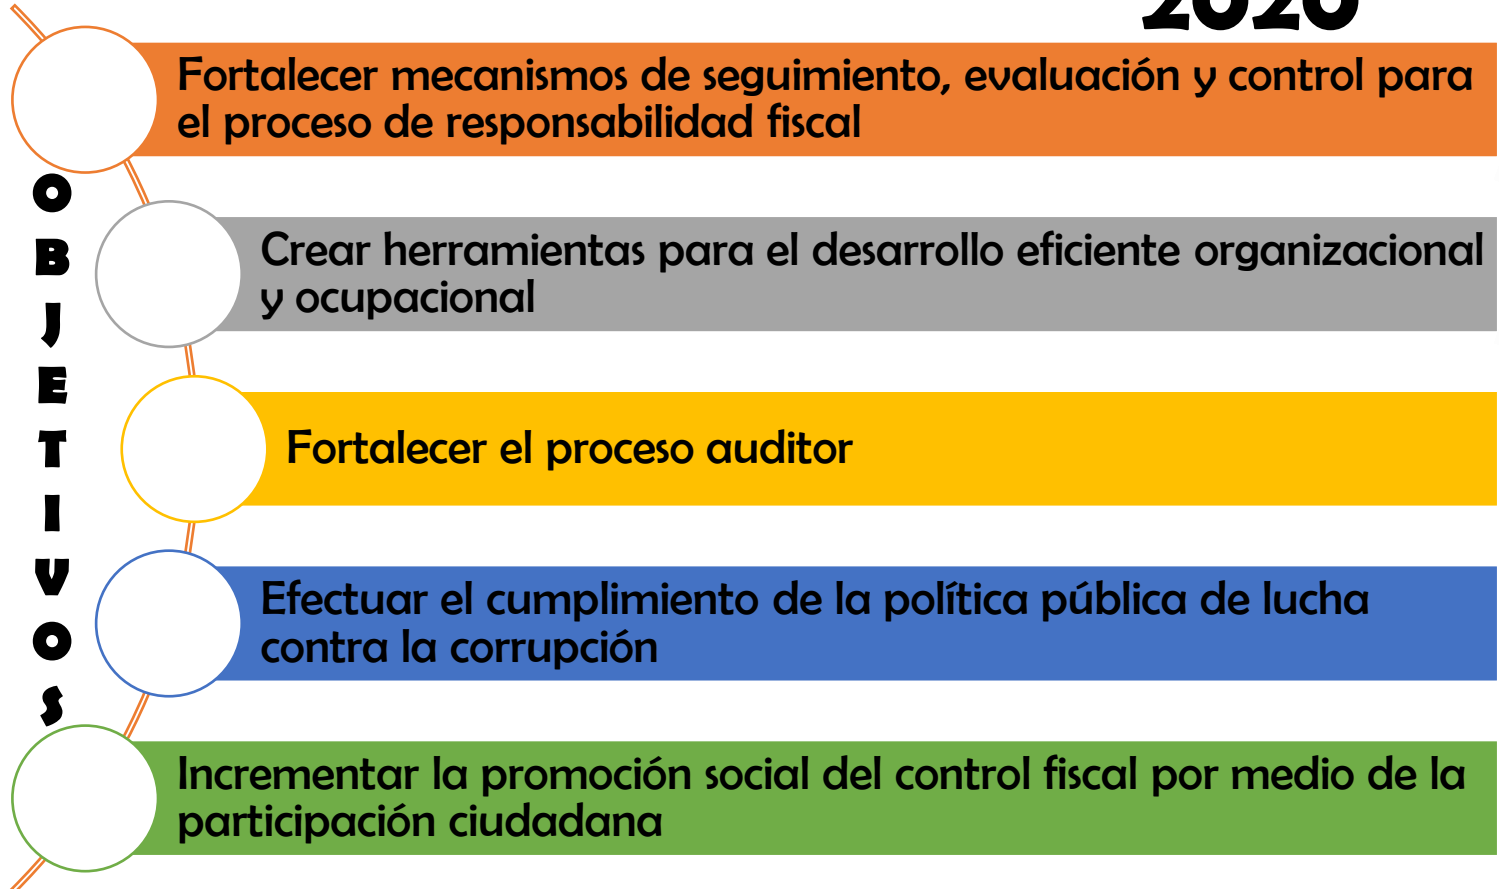 2020
Fortalecer mecanismos de seguimiento, evaluación y control para
el proceso de responsabilidad fiscal
Crear herramientas para el desarrollo eficiente organizacional
y ocupacional
Fortalecer el proceso auditor
Efectuar el cumplimiento de la política pública de lucha
contra la corrupción
Incrementar la promoción social del control fiscal por medio de la
participación ciudadana
OBJETIVOS